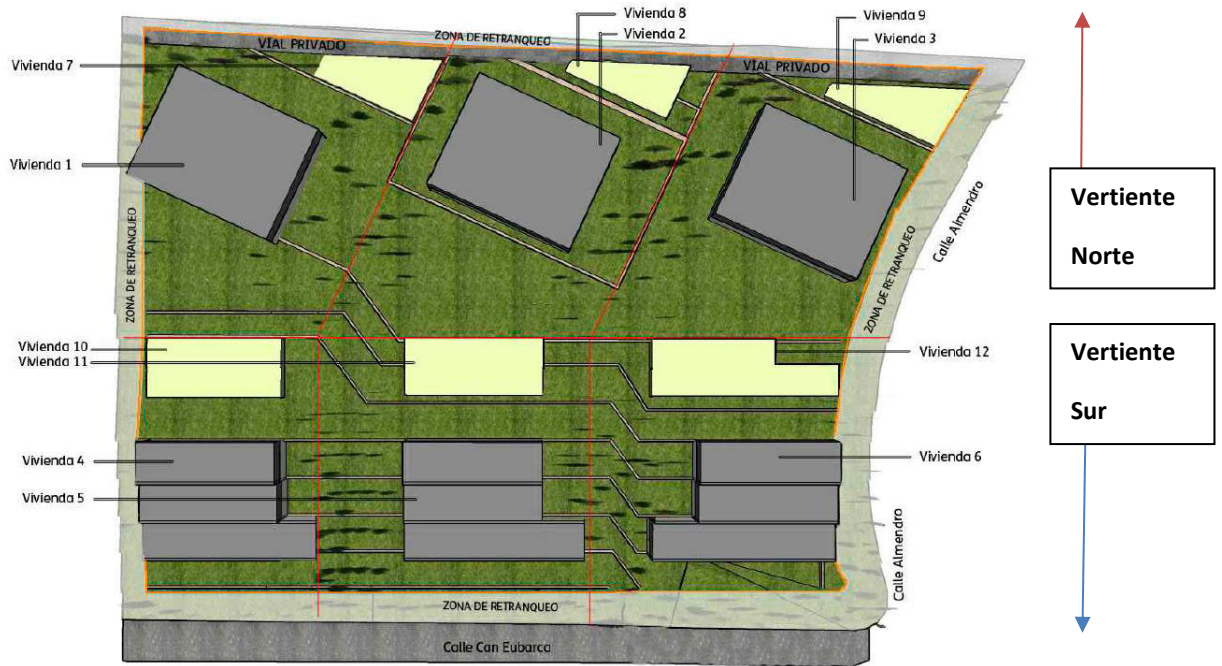 Vivienda 8
Vivienda 2
Vivienda 9
Vivienda 3
ZONA DE RETRANQUEO
VIAL PRIVADO
VIAL PRIVADO
Vivienda 7
Vivienda 1
Calle Almendro
ZONA DE RETRANQUEO
ZONA DE RETRANQUEO
Vertiente
Norte
Vivienda 10
Vivienda 11
Vivienda 12
Vertiente
Sur
Vivienda 4
Vivienda 6
Vivienda 5
Calle Almendro
ZONA DE RETRANQUEO
Calle Can Eubarca